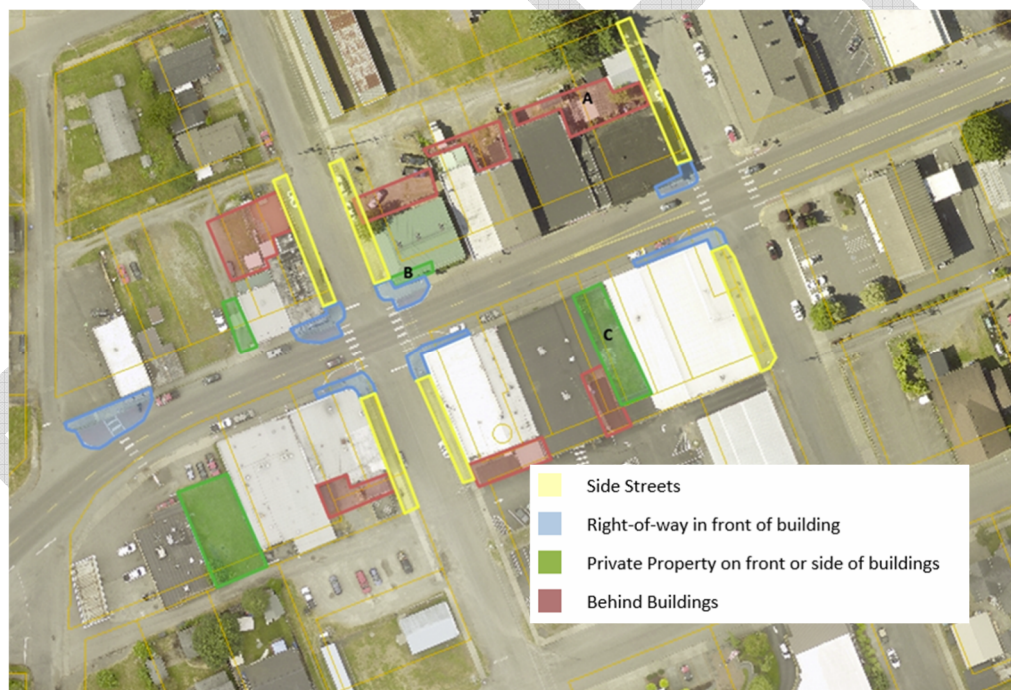 A
B
C
Side Streets
Right-of-way in front of building
Private Property on front or side of buildings
Behind Buildings